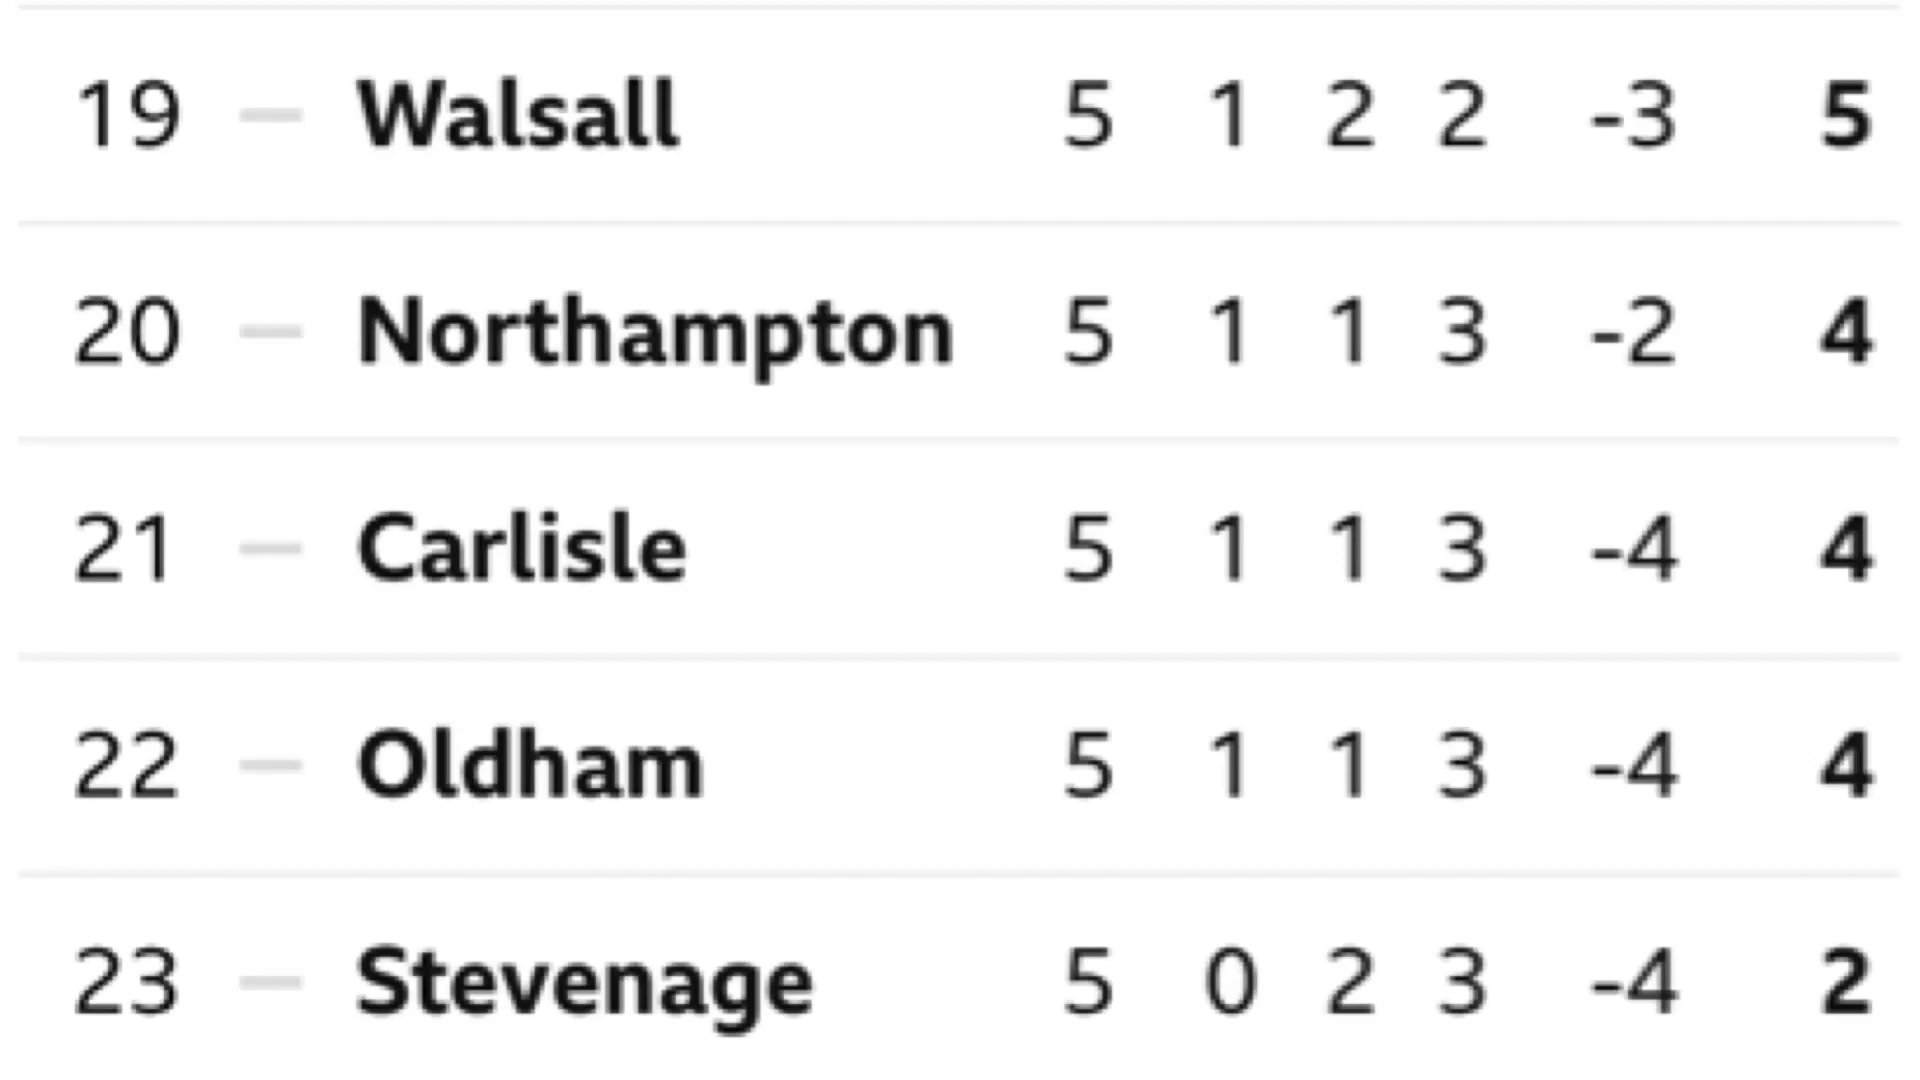 19 – Walsall 5 1 2 2 -3 5
20 – Northampton 5 1 1 3 -2 4
21 – Carlisle 5 1 1 3 -4 4
22 – Oldham 5 1 1 3 -4 4
23 – Stevenage 5 0 2 3 -4 2